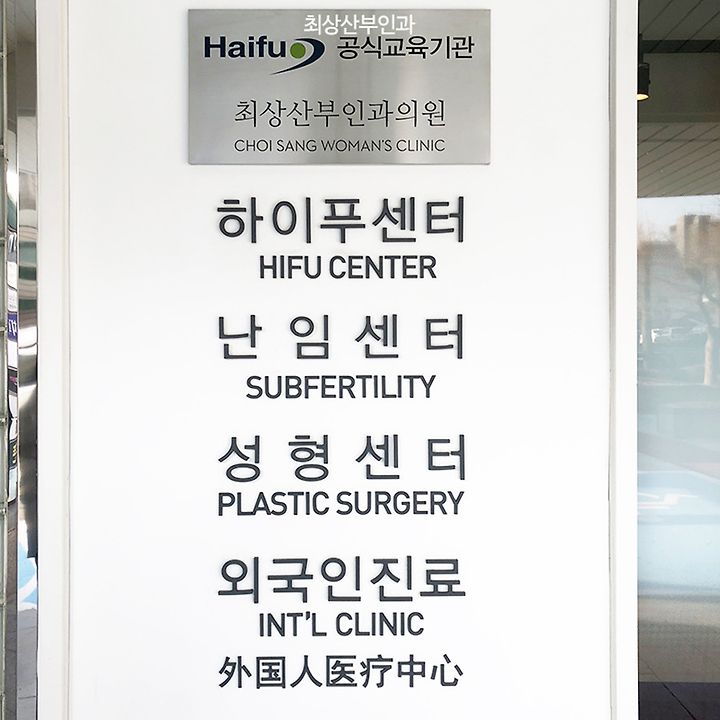 최상산부인과
Haifu 공식교육기관
최상산부인과의원
CHOI SANG WOMAN'S CLINIC
하이푸센터
HIFU CENTER
난임센터
SUBFERTILITY
성형센터
PLASTIC SURGERY
외국인진료
INT'L CLINIC
外国人医疗中心